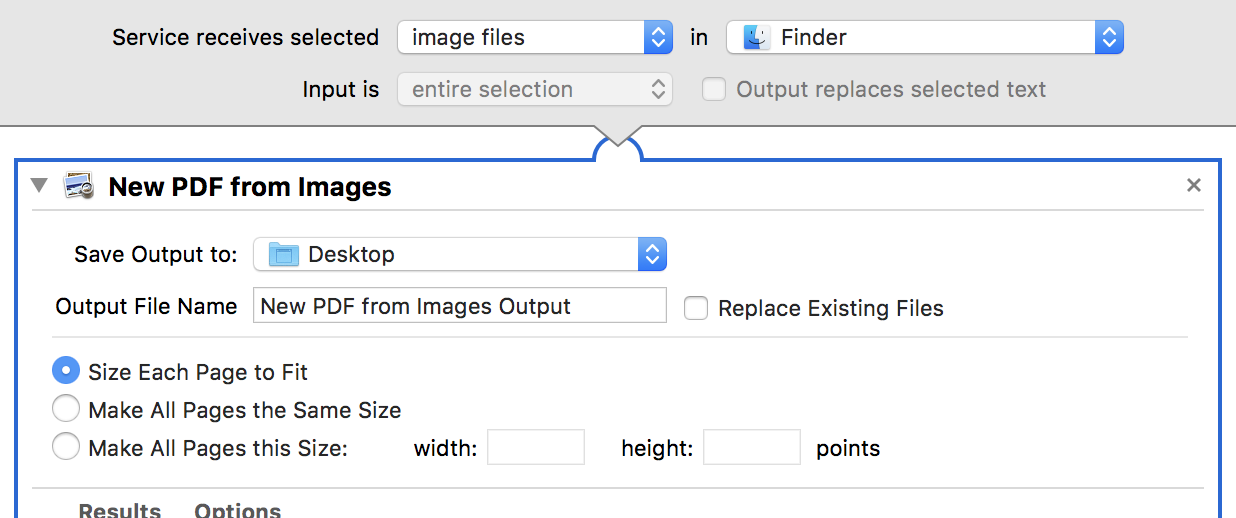 Service receives selected image files in Finder
Input is entire selection Output replaces selected text
New PDF from Images
Save Output to: Desktop
Output File Name New PDF from Images Output Replace Existing Files
Size Each Page to Fit
Make All Pages the Same Size
Make All Pages this Size: width: height: points
Results Options